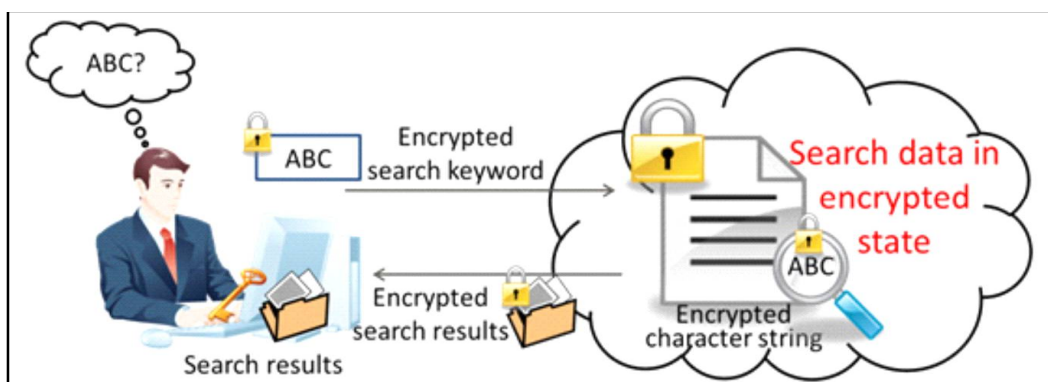 ABC?
ABC
Encrypted
search keyword
Search data in
encrypted
state
ABC
Encrypted
character string
Encrypted
search results
Search results